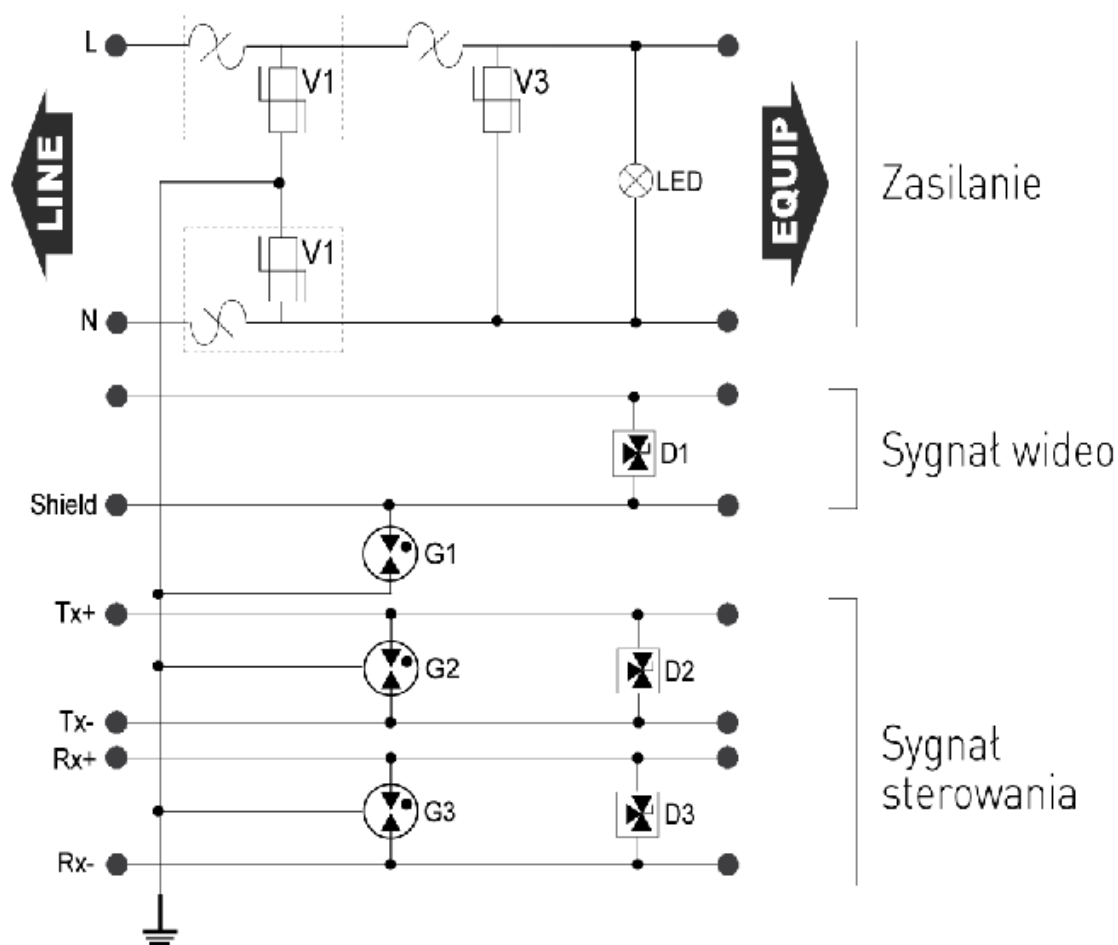 L
V1
V3
LINE
LED
EQUIP
Zasilanie
V1
N
D1
Sygnał wideo
Shield
G1
Tx+
G2
D2
Tx-
Rx+
Sygnał
sterowania
G3
D3
Rx-